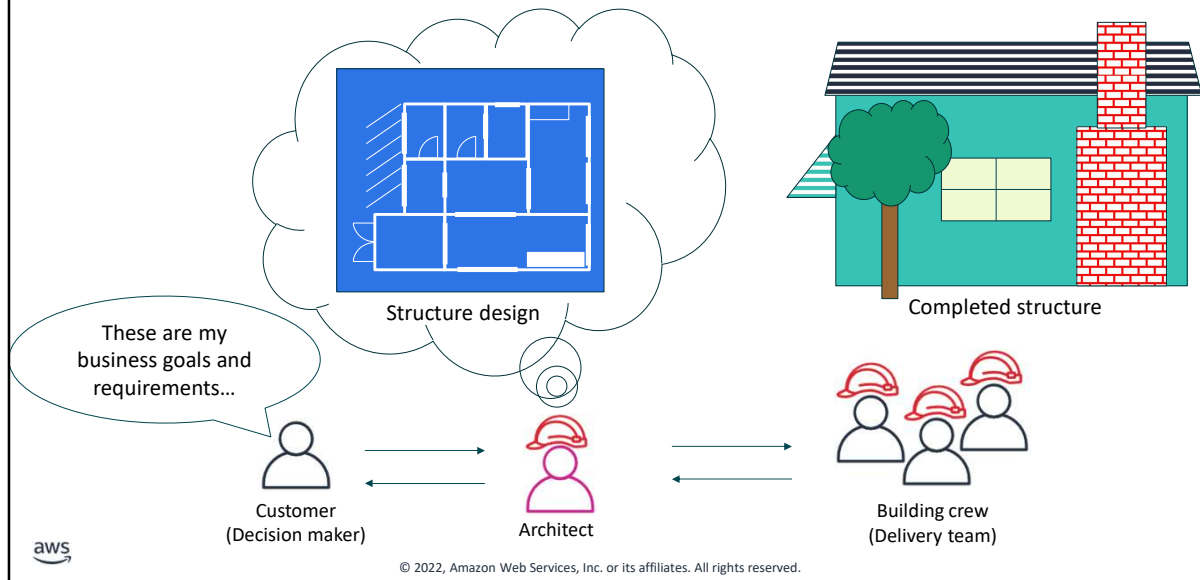 Structure design
Completed structure
These are my
business goals and
requirements…
Customer
(Decision maker)
Architect
Building crew
(Delivery team)
aws
© 2022, Amazon Web Services, Inc. or its affiliates. All rights reserved.